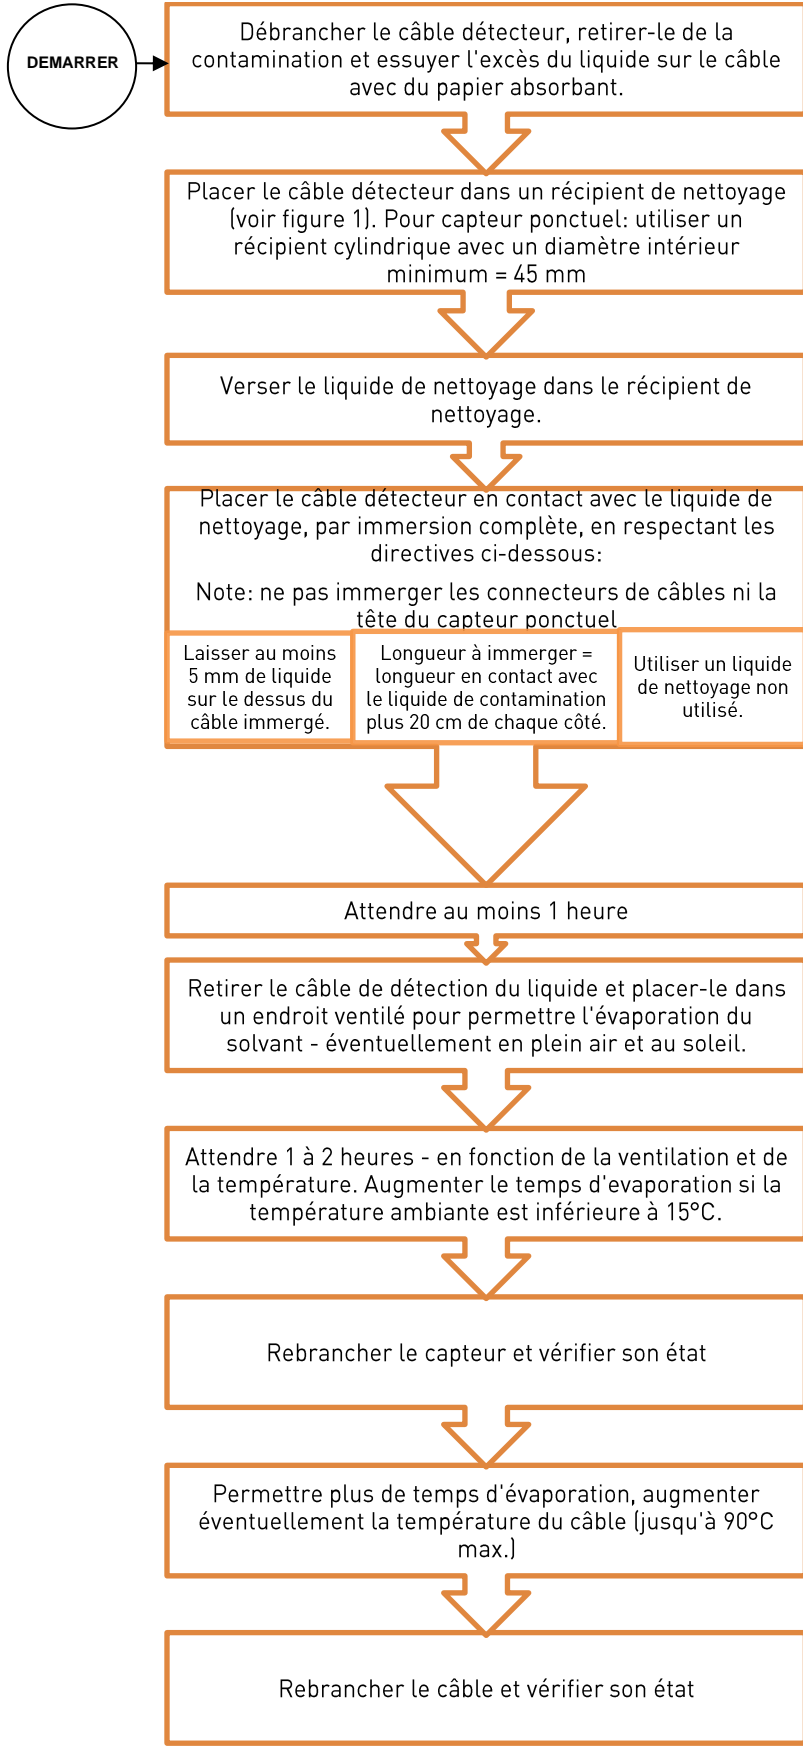 DEMARRER
Débrancher le câble détecteur, retirer-le de la
contamination et essuyer l'excès du liquide sur le câble
avec du papier absorbant.
Placer le câble détecteur dans un récipient de nettoyage
(voir figure 1). Pour capteur ponctuel: utiliser un
récipient cylindrique avec un diamètre intérieur
minimum = 45 mm
Verser le liquide de nettoyage dans le récipient de
nettoyage.
Placer le câble détecteur en contact avec le liquide de
nettoyage, par immersion complète, en respectant les
directives ci-dessous:
Note: ne pas immerger les connecteurs de câbles ni la
tête du capteur ponctuel
Laisser au moins
5 mm de liquide
sur le dessus du
câble immergé.
Longueur à immerger =
longueur en contact avec
le liquide de contamination
plus 20 cm de chaque côté.
Utiliser un liquide
de nettoyage non
utilisé.
Attendre au moins 1 heure
Retirer le câble de détection du liquide et placer-le dans
un endroit ventilé pour permettre l'évaporation du
solvant - éventuellement en plein air et au soleil.
Attendre 1 à 2 heures - en fonction de la ventilation et de
la température. Augmenter le temps d'evaporation si la
température ambiante est inférieure à 15°C.
Rebrancher le capteur et vérifier son état
Permettre plus de temps d'évaporation, augmenter
éventuellement la température du câble (jusqu'à 90°C
max.)
Rebrancher le câble et vérifier son état